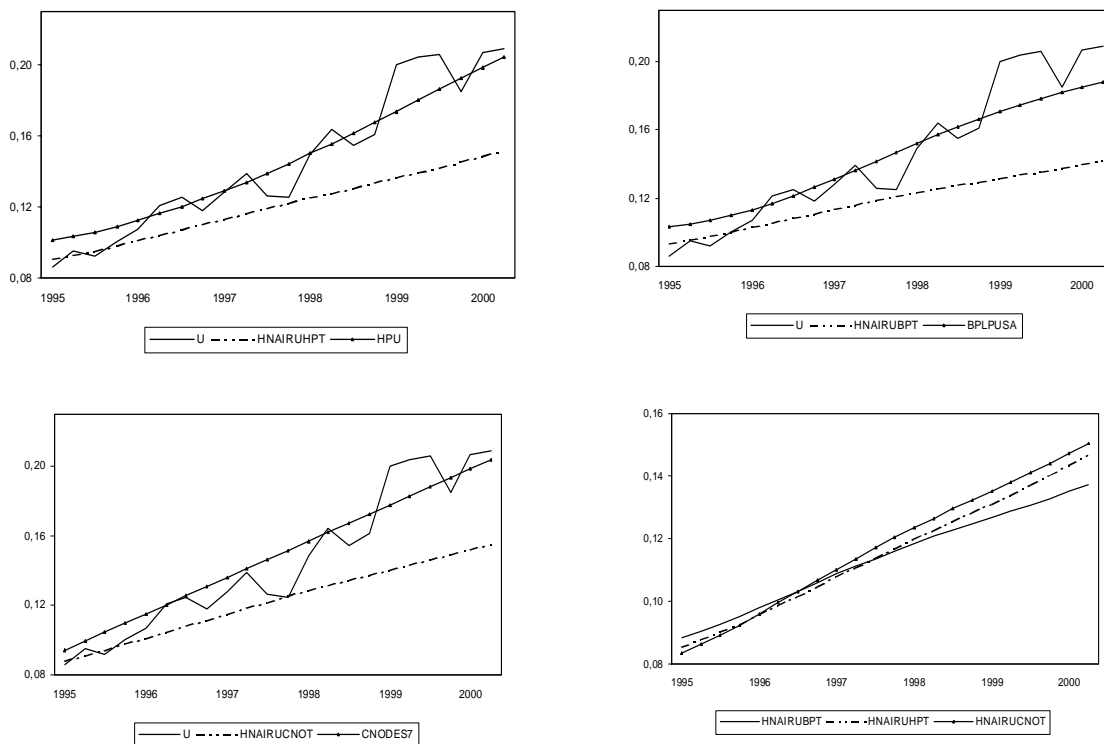 0,20
0,16
0,12
0,08
1995 1996 1997 1998 1999 2000
U HNAIRUHPT HPU
0,20
0,16
0,12
0,08
1995 1996 1997 1998 1999 2000
U HNAIRUBPT BPLPUSA
0,20
0,16
0,12
0,08
1995 1996 1997 1998 1999 2000
U HNAIRUCNOT CNODES7
0,16
0,14
0,12
0,10
0,08
1995 1996 1997 1998 1999 2000
HNAIRUBPT HNAIRUHPT HNAIRUCNOT